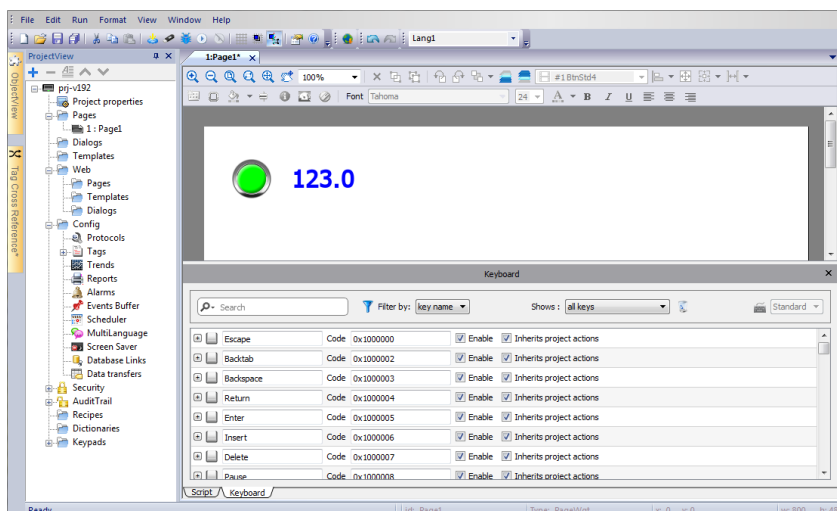 File Edit Run Format View Window Help
Lang1
ProjectView
1:Page1*
ObjectView
Tag Cross Reference*
100%
#1 BtnStd4
Font Tahoma
24
B I U
prj-v192
Project properties
Pages
1 : Page1
Dialogs
Templates
Web
Pages
Templates
Dialogs
Config
Protocols
Tags
Trends
Reports
Alarms
Events Buffer
Scheduler
MultiLanguage
Screen Saver
Database Links
Data transfers
Security
AuditTrail
Recipes
Dictionaries
Keypads
123.0
Keyboard
Search
Filter by: key name
Shows : all keys
Standard
Escape Code 0x1000000 Enable Inherits project actions
Backtab Code 0x1000002 Enable Inherits project actions
Backspace Code 0x1000003 Enable Inherits project actions
Return Code 0x1000004 Enable Inherits project actions
Enter Code 0x1000005 Enable Inherits project actions
Insert Code 0x1000006 Enable Inherits project actions
Delete Code 0x1000007 Enable Inherits project actions
Pause Code 0x1000008 Enable Inherits project actions
Script Keyboard
Ready